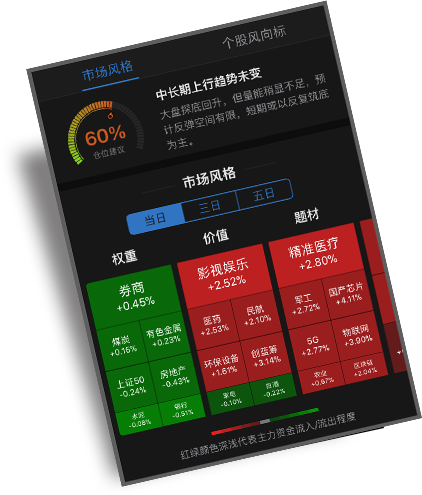 市场风格
个股风向标
60%
仓位建议
中长期上行趋势未变
大盘探底回升，但量能稍显不足，预
计反弹空间有限，短期或以反复筑底
为主。
市场风格
当日
三日
五日
权重
价值
题材
券商
+0.45%
煤炭
+0.16%
有色金属
+0.23%
上证50
-0.24%
房地产
-0.43%
水泥
-0.08%
银行
-0.51%
影视娱乐
+2.52%
医药
+2.53%
民航
+2.10%
环保设备
+1.61%
创蓝筹
+3.14%
家电
-0.10%
白酒
-0.22%
精准医疗
+2.80%
军工
+2.72%
国产芯片
+4.11%
5G
+2.77%
物联网
+3.90%
农业
+0.67%
区块链
+2.04%
红绿颜色深浅代表主力资金流入/流出程度